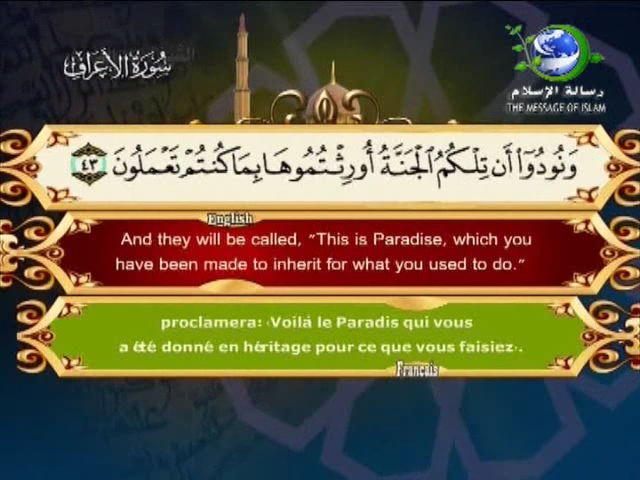 سورة الأعراف
رسالة الإسلام
THE MESSAGE OF ISLAM
وَنُودُوٓا۟ أَن تِلْكُمُ ٱلْجَنَّةُ أُورِثْتُمُوهَا بِمَا كُنتُمْ تَعْمَلُونَ ٤٣
English
And they will be called, "This is Paradise, which you
have been made to inherit for what you used to do."
proclamera: ‹Voilà le Paradis qui vous
a été donné en héritage pour ce que vous faisiez›.
Français